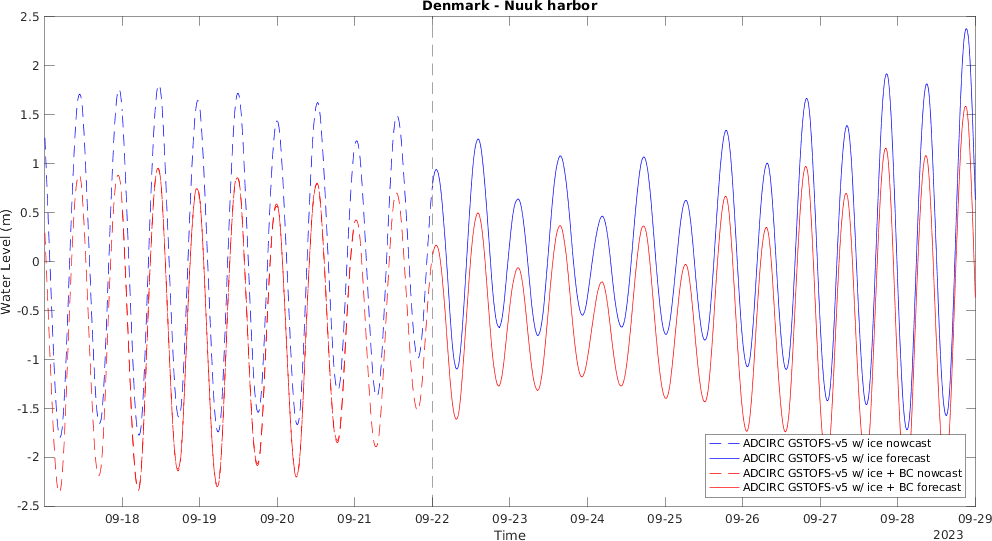 Denmark - Nuuk harbor
2.5
2
1.5
1
0.5
0
-0.5
-1
-1.5
-2
-2.5
Water Level (m)
ADCIRC GSTOFS-v5 w/ ice nowcast
ADCIRC GSTOFS-v5 w/ ice forecast
ADCIRC GSTOFS-v5 w/ ice + BC nowcast
ADCIRC GSTOFS-v5 w/ ice + BC forecast
09-18 09-19 09-20 09-21 09-22 09-23 09-24 09-25 09-26 09-27 09-28 09-29
Time
2023